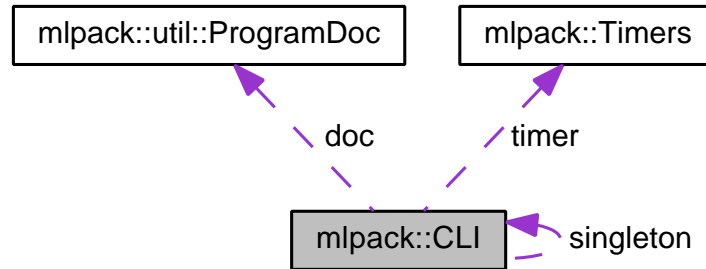 mlpack::util::ProgramDoc
mlpack::Timers
doc
timer
mlpack::CLI
singleton